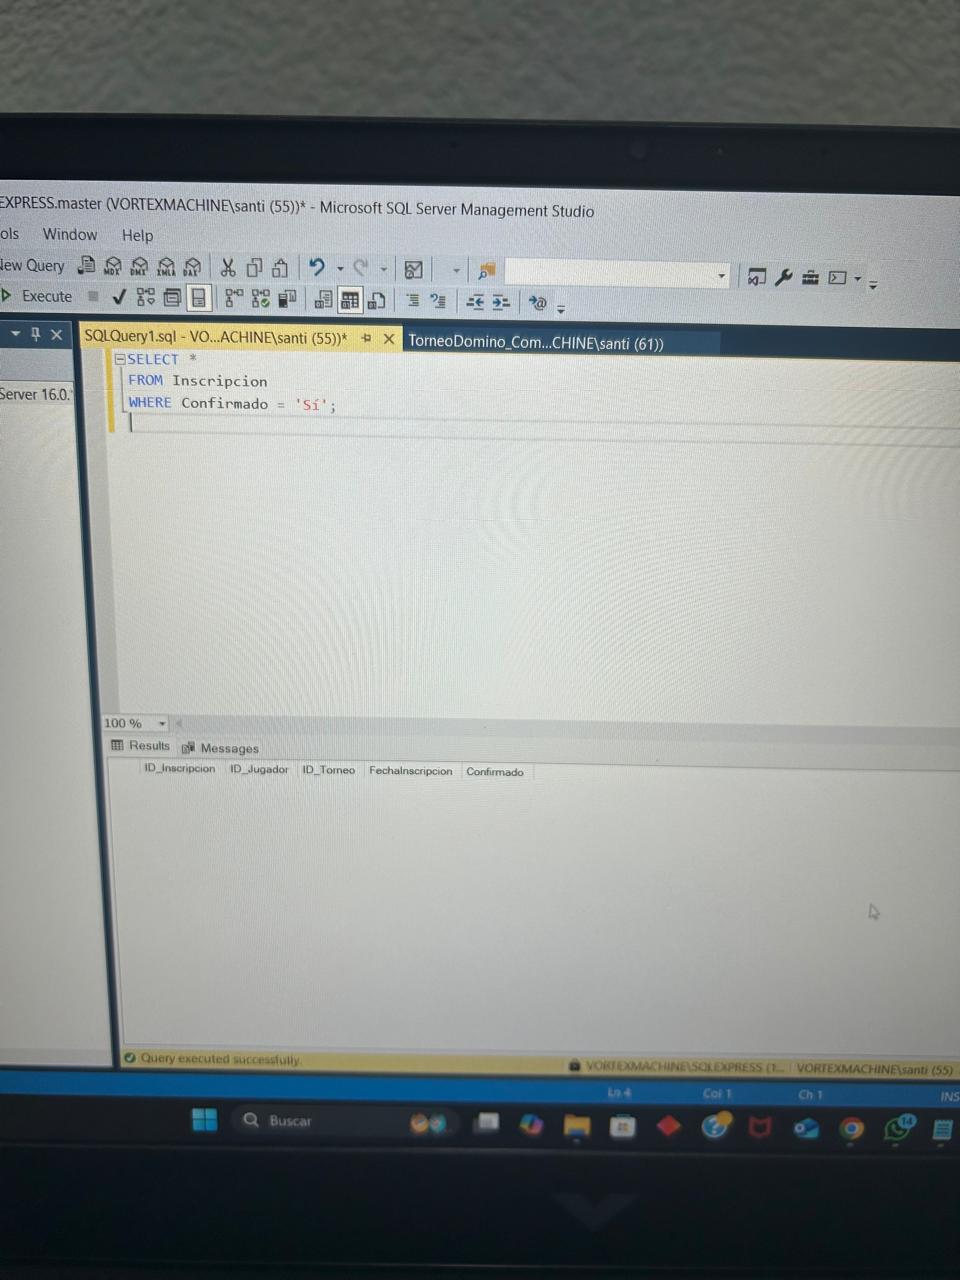 EXPRESS.master (VORTEXMACHINE\santi (55))* - Microsoft SQL Server Management Studio
ols Window Help
New Query MDX DMX XMLA DAX
Execute
SQLQuery1.sql - VO...ACHINE\santi (55))* TorneoDomino_Com...CHINE\santi (61))
Server 16.0.
SELECT *
FROM Inscripcion
WHERE Confirmado = 'Sí';
100 %
Results Messages
ID_Inscripcion ID_Jugador ID_Torneo FechaInscripcion Confirmado
Query executed successfully. VORTEXMACHINE\SQLEXPRESS (1... VORTEXMACHINE\santi (55)
Ln 4 Col 1 Ch 1 INS
Buscar 14